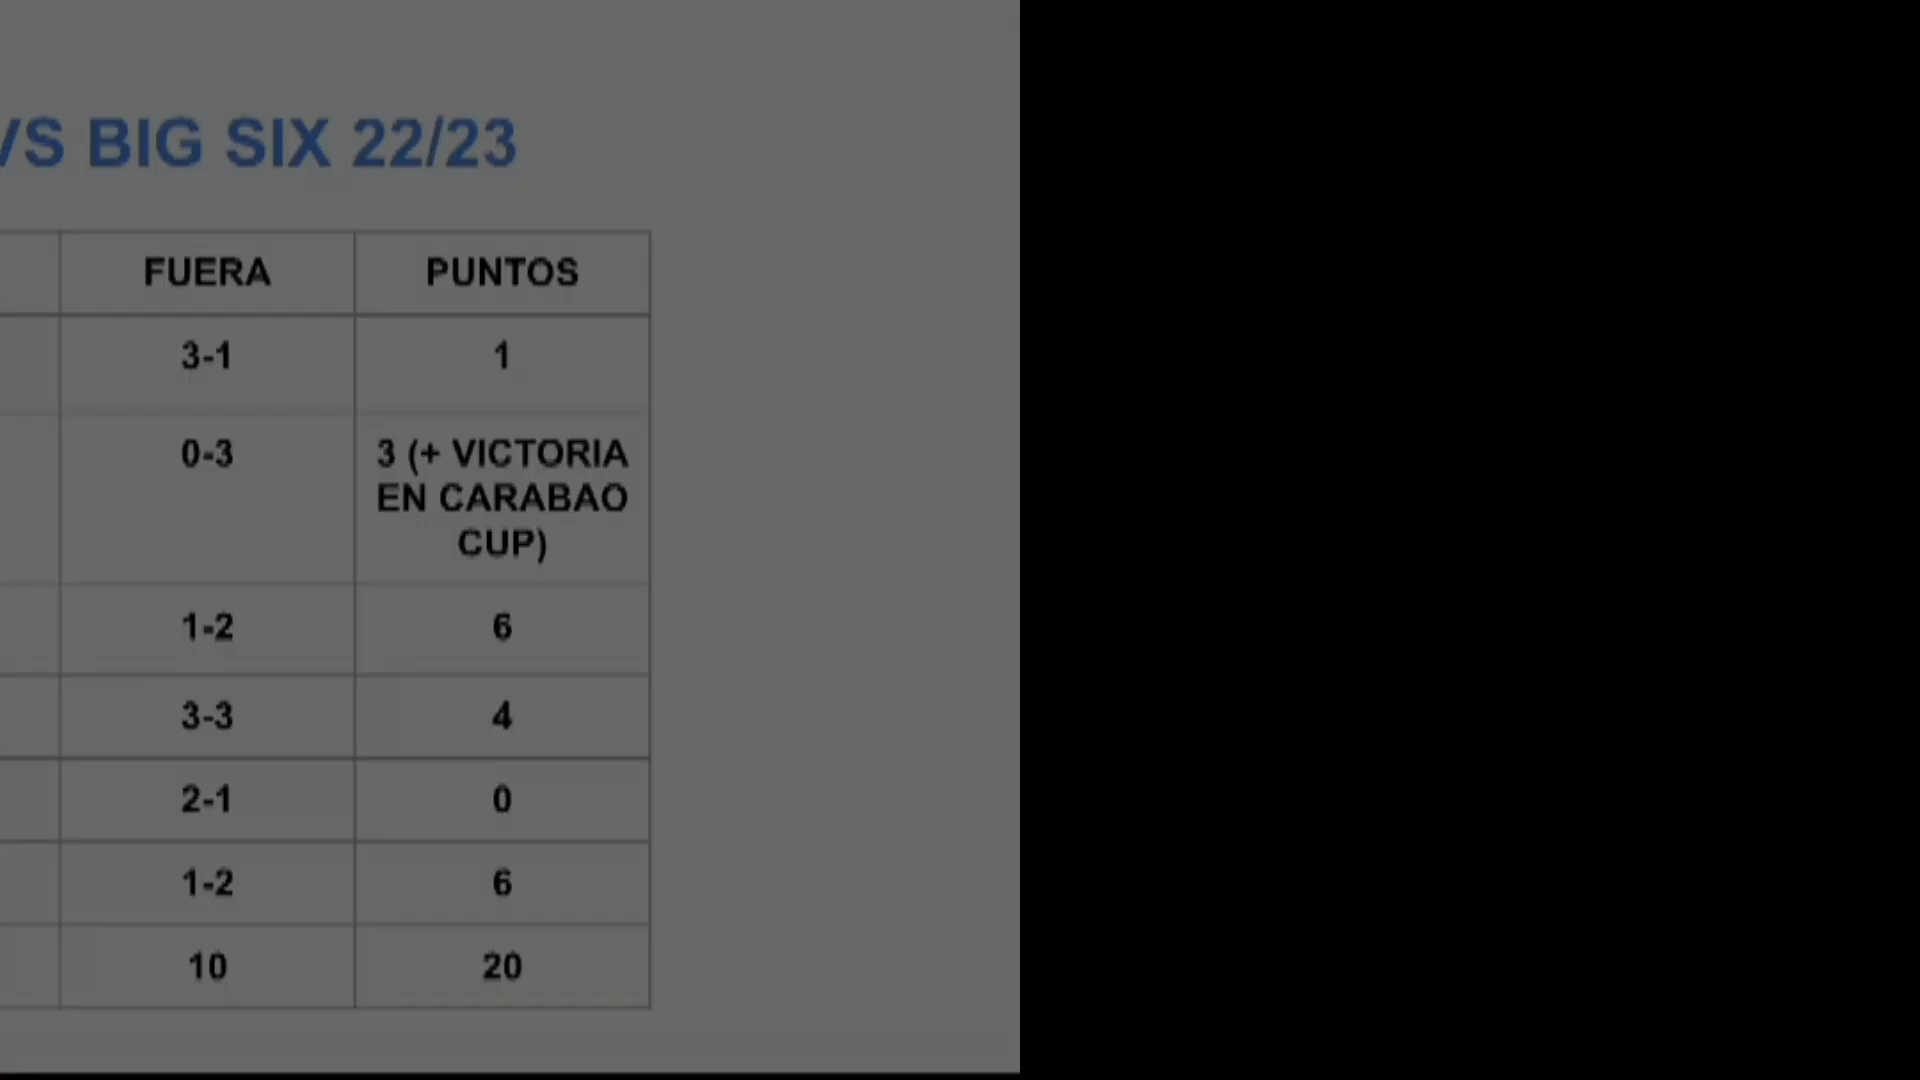 VS BIG SIX 22/23
FUERA PUNTOS
3-1 1
0-3 3 (+ VICTORIA
EN CARABAO
CUP)
1-2 6
3-3 4
2-1 0
1-2 6
10 20